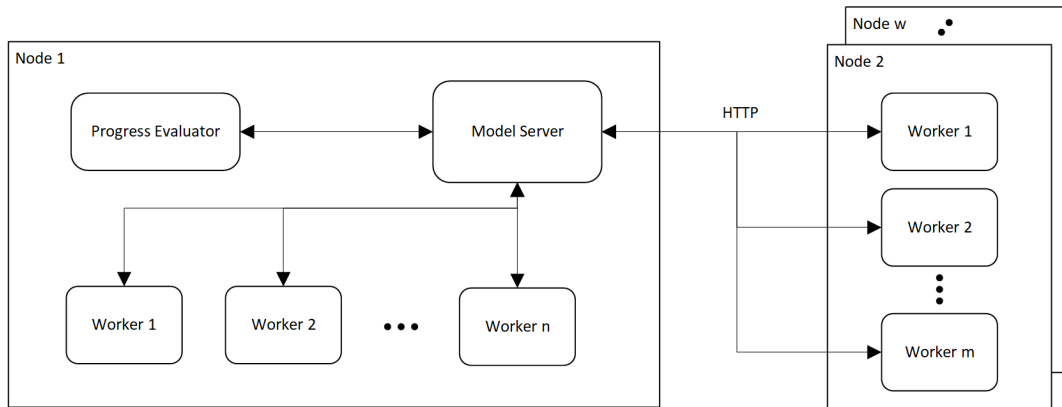 Node 1
Progress Evaluator
Model Server
Worker 1
Worker 2
Worker n
HTTP
Node w
Node 2
Worker 1
Worker 2
Worker m